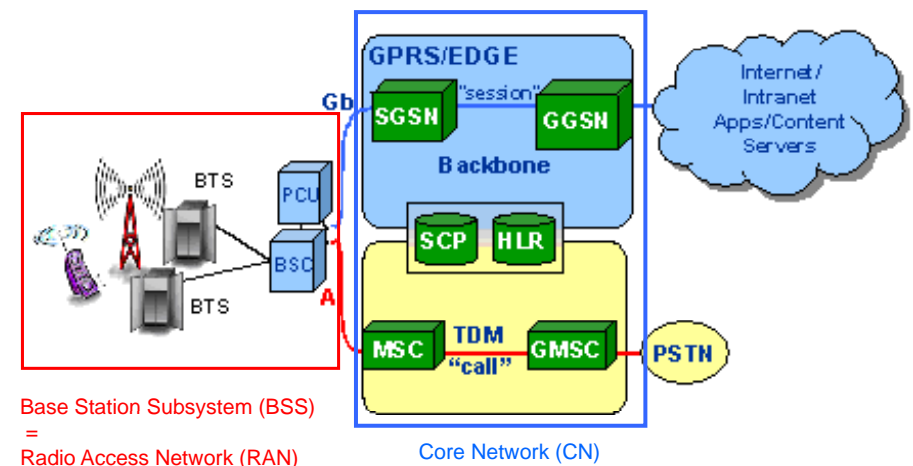 GPRS/EDGE
Gb
SGSN
"session"
GGSN
Backbone
Internet/
Intranet
Apps/Content
Servers
BTS
PCU
BSC
BTS
A
SCP
HLR
MSC
TDM
“call”
GMSC
PSTN
Base Station Subsystem (BSS)
=
Radio Access Network (RAN)
Core Network (CN)